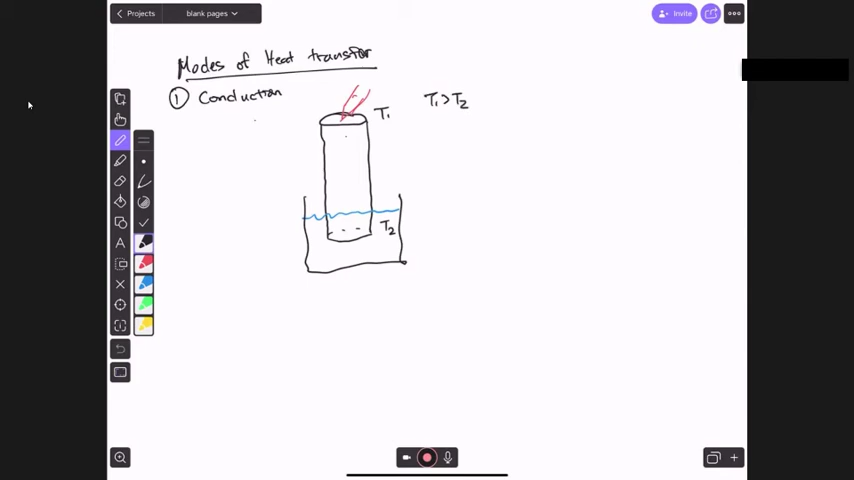 Projects
blank pages
Invite
Modes of Heat transfer
① Conduction
T₁
T₁>T₂
T₂
A